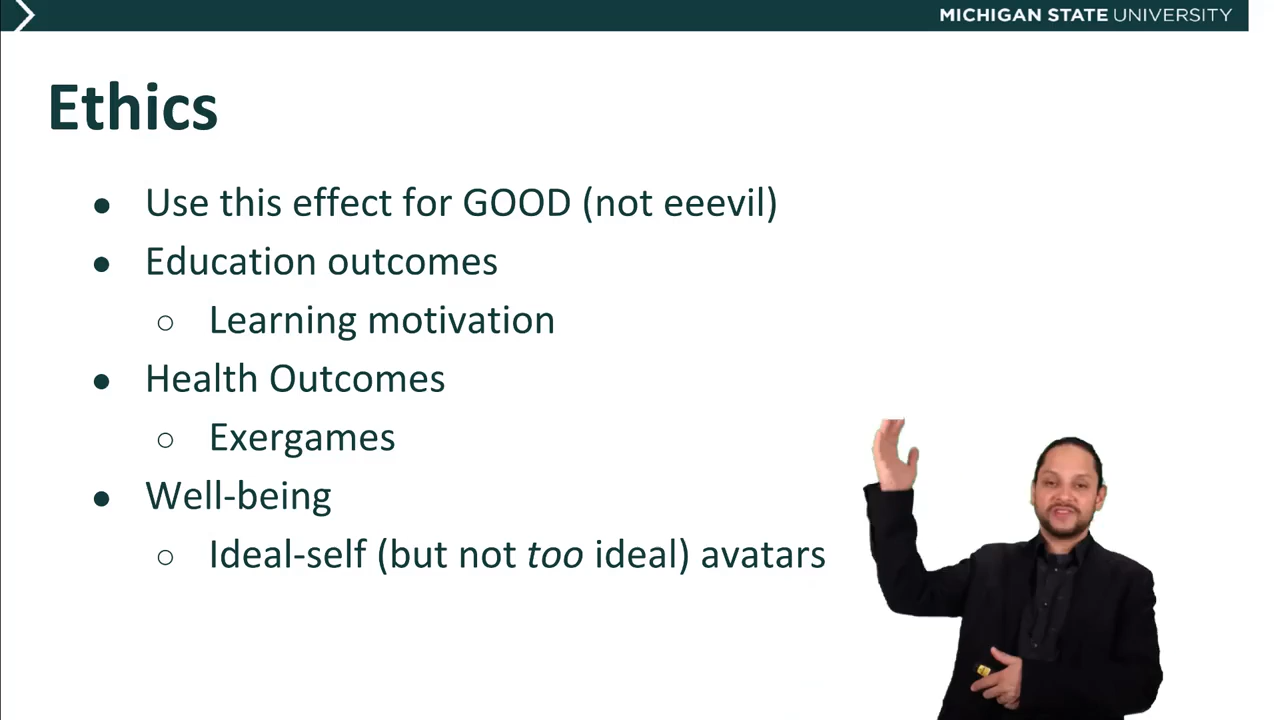 MICHIGAN STATE UNIVERSITY
Ethics
● Use this effect for GOOD (not eeevil)
● Education outcomes
○ Learning motivation
● Health Outcomes
○ Exergames
● Well-being
○ Ideal-self (but not too ideal) avatars